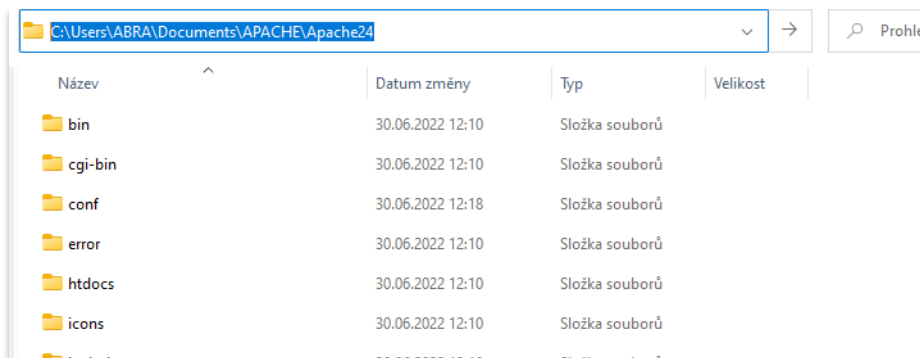 C:\Users\ABRA\Documents\APACHE\Apache24 Prohle
Název Datum změny Typ Velikost
bin 30.06.2022 12:10 Složka souborů
cgi-bin 30.06.2022 12:10 Složka souborů
conf 30.06.2022 12:18 Složka souborů
error 30.06.2022 12:10 Složka souborů
htdocs 30.06.2022 12:10 Složka souborů
icons 30.06.2022 12:10 Složka souborů